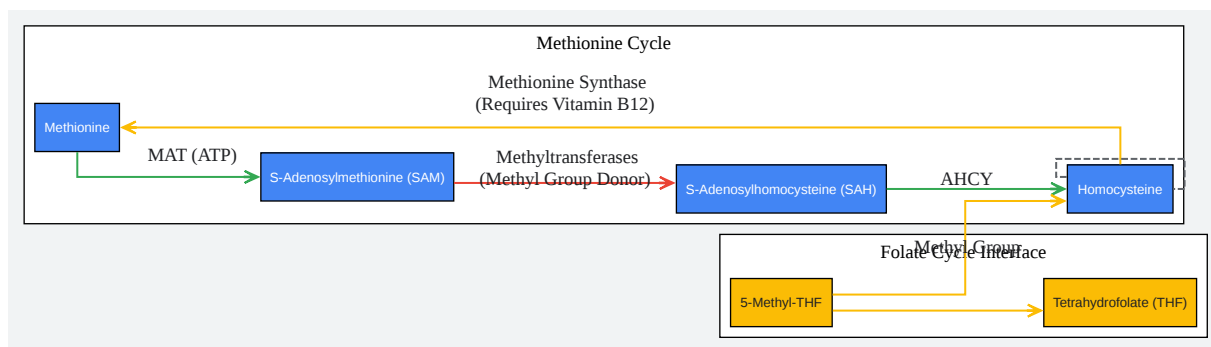 Methionine Cycle
Methionine Synthase
(Requires Vitamin B12)
Methionine
MAT (ATP)
S-Adenosylmethionine (SAM)
Methyltransferases
(Methyl Group Donor)
S-Adenosylhomocysteine (SAH)
AHCY
Homocysteine
Methyl Group
Folate Cycle Interface
5-Methyl-THF
Tetrahydrofolate (THF)